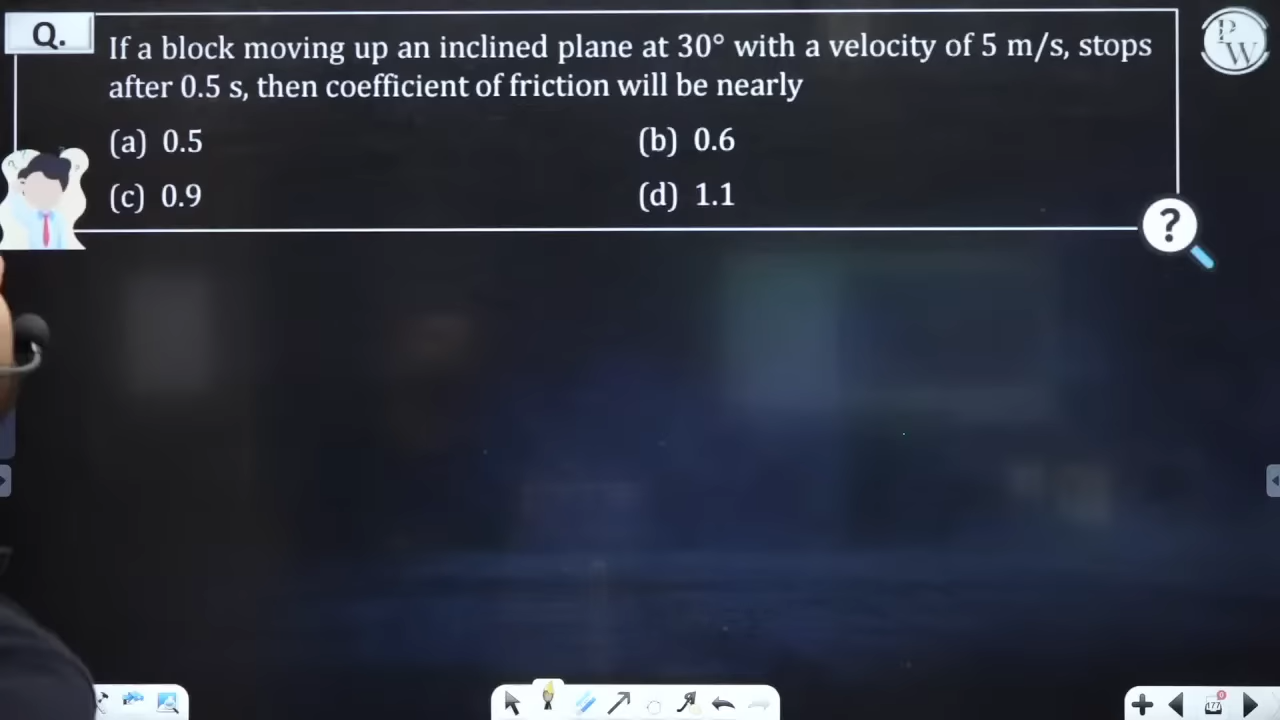 Q.
If a block moving up an inclined plane at 30° with a velocity of 5 m/s, stops
after 0.5 s, then coefficient of friction will be nearly
(a) 0.5
(b) 0.6
(c) 0.9
(d) 1.1
?
PW